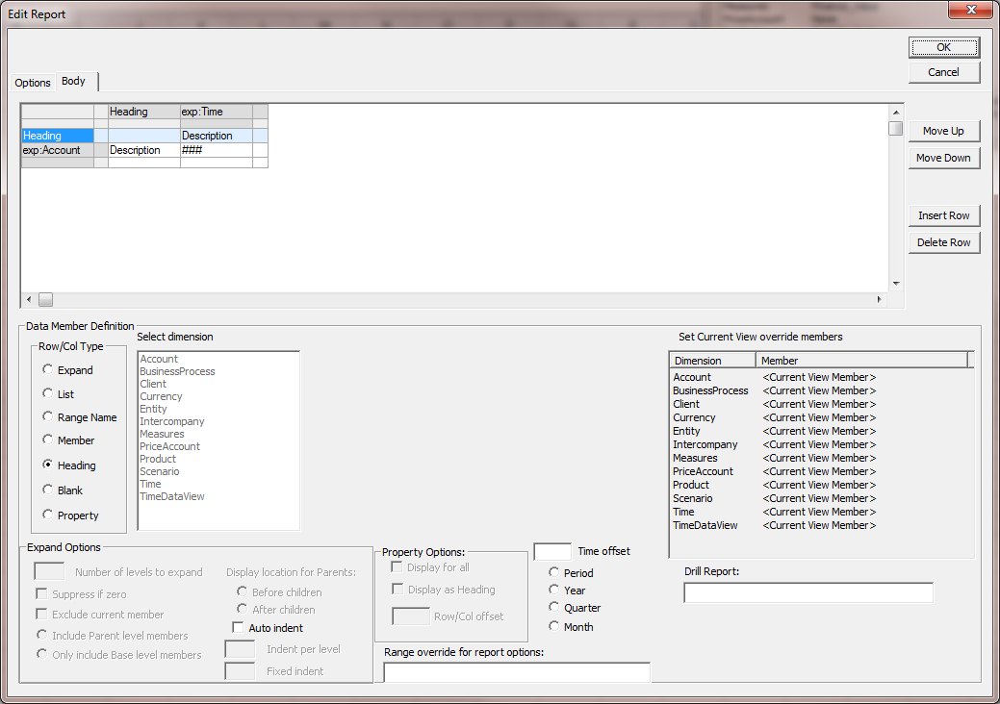 Edit Report
OK
Cancel
Options Body
Heading exp:Time
Heading Description
exp:Account Description ###
Move Up
Move Down
Insert Row
Delete Row
Data Member Definition
Row/Col Type
Expand
List
Range Name
Member
Heading
Blank
Property
Select dimension
Account
BusinessProcess
Client
Currency
Entity
Intercompany
Measures
PriceAccount
Product
Scenario
Time
TimeDataView
Set Current View override members
Dimension Member
Account <Current View Member>
BusinessProcess <Current View Member>
Client <Current View Member>
Currency <Current View Member>
Entity <Current View Member>
Intercompany <Current View Member>
Measures <Current View Member>
PriceAccount <Current View Member>
Product <Current View Member>
Scenario <Current View Member>
Time <Current View Member>
TimeDataView <Current View Member>
Expand Options
Number of levels to expand
Suppress if zero
Exclude current member
Include Parent level members
Only include Base level members
Display location for Parents:
Before children
After children
Auto indent
Indent per level
Fixed indent
Property Options:
Display for all
Display as Heading
Row/Col offset
Time offset
Period
Year
Quarter
Month
Range override for report options:
Drill Report: